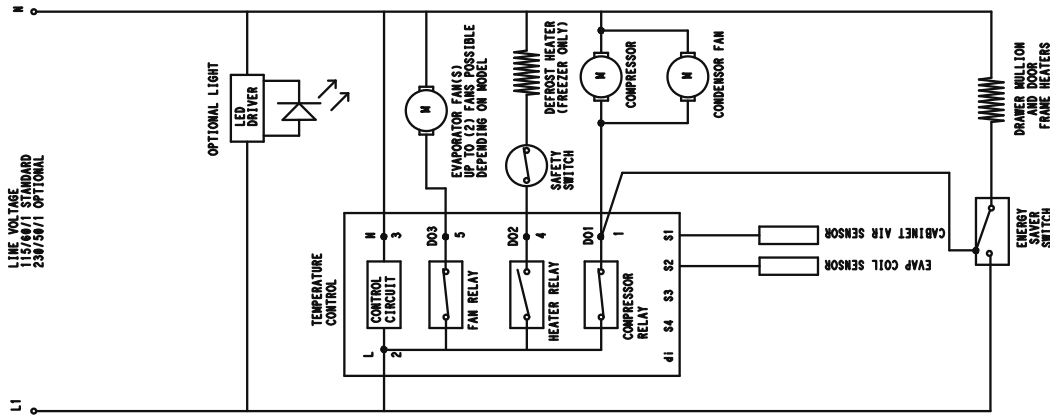 LINE VOLTAGE
115/60/1 STANDARD
230/50/1 OPTIONAL
L1
N
OPTIONAL LIGHT
LED
DRIVER
TEMPERATURE
CONTROL
L
2
CONTROL
CIRCUIT
N
3
EVAPORATOR FAN(S)
UP TO (2) FANS POSSIBLE
DEPENDING ON MODEL
M
FAN RELAY
DO3
5
DEFROST HEATER
(FREEZER ONLY)
SAFETY
SWITCH
HEATER RELAY
DO2
4
M
COMPRESSOR
M
CONDENSOR FAN
COMPRESSOR
RELAY
DO1
1
di
S4
S3
S2
S1
CABINET AIR SENSOR
EVAP COIL SENSOR
DRAWER MULLION
AND DOOR
FRAME HEATERS
ENERGY
SAVER
SWITCH